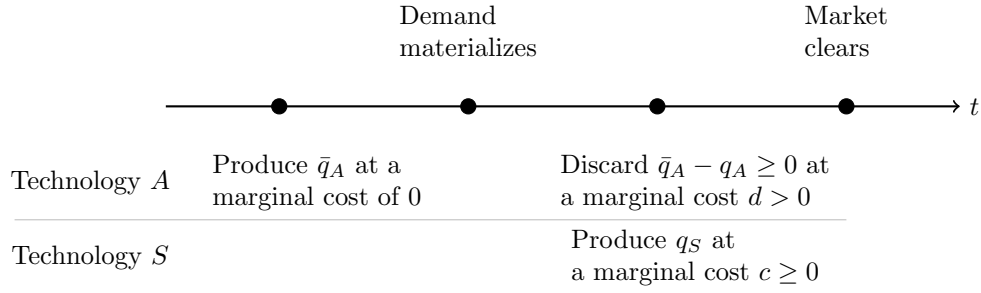 Demand
materializes
Market
clears
t
Technology A
Produce q̄_A at a
marginal cost of 0
Discard q̄_A − q_A ≥ 0 at
a marginal cost d > 0
Technology S
Produce q_S at
a marginal cost c ≥ 0